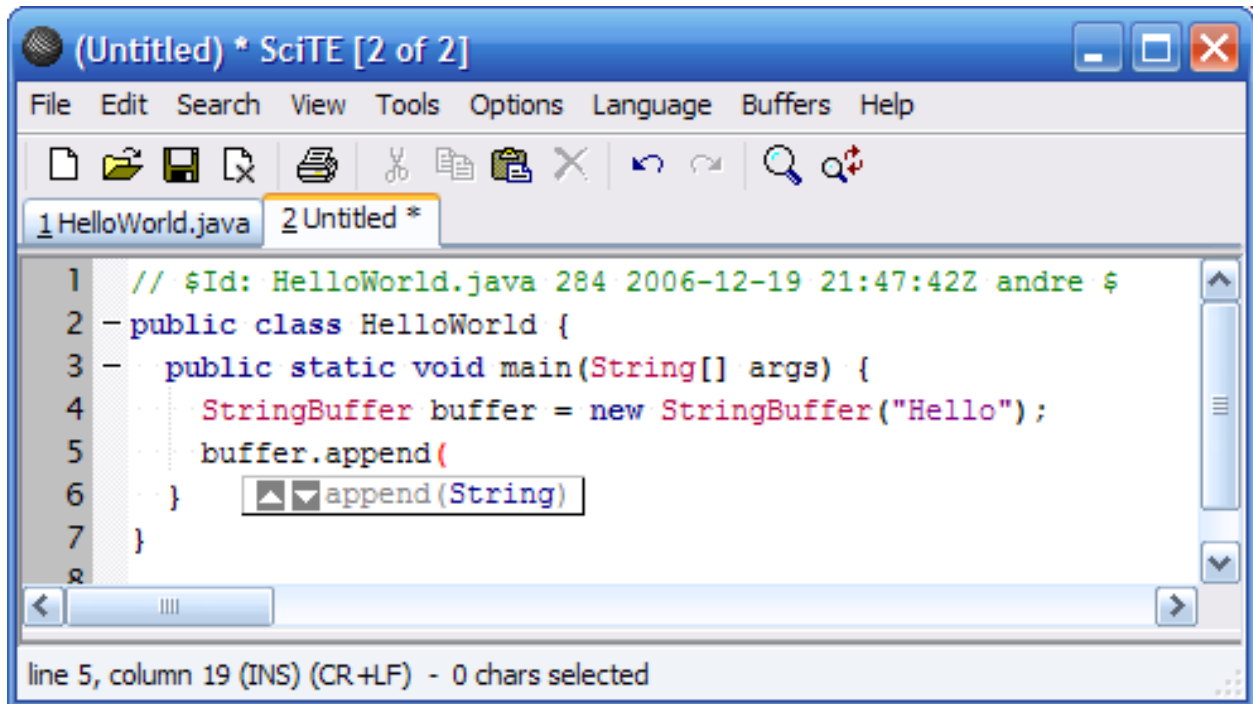 (Untitled) * SciTE [2 of 2]
File Edit Search View Tools Options Language Buffers Help
1 HelloWorld.java 2 Untitled *
1 // $Id: HelloWorld.java 284 2006-12-19 21:47:42Z andre $
2 public class HelloWorld {
3 public static void main(String[] args) {
4 StringBuffer buffer = new StringBuffer("Hello");
5 buffer.append(
6 } append(String)
7 }
8
line 5, column 19 (INS) (CR+LF) - 0 chars selected